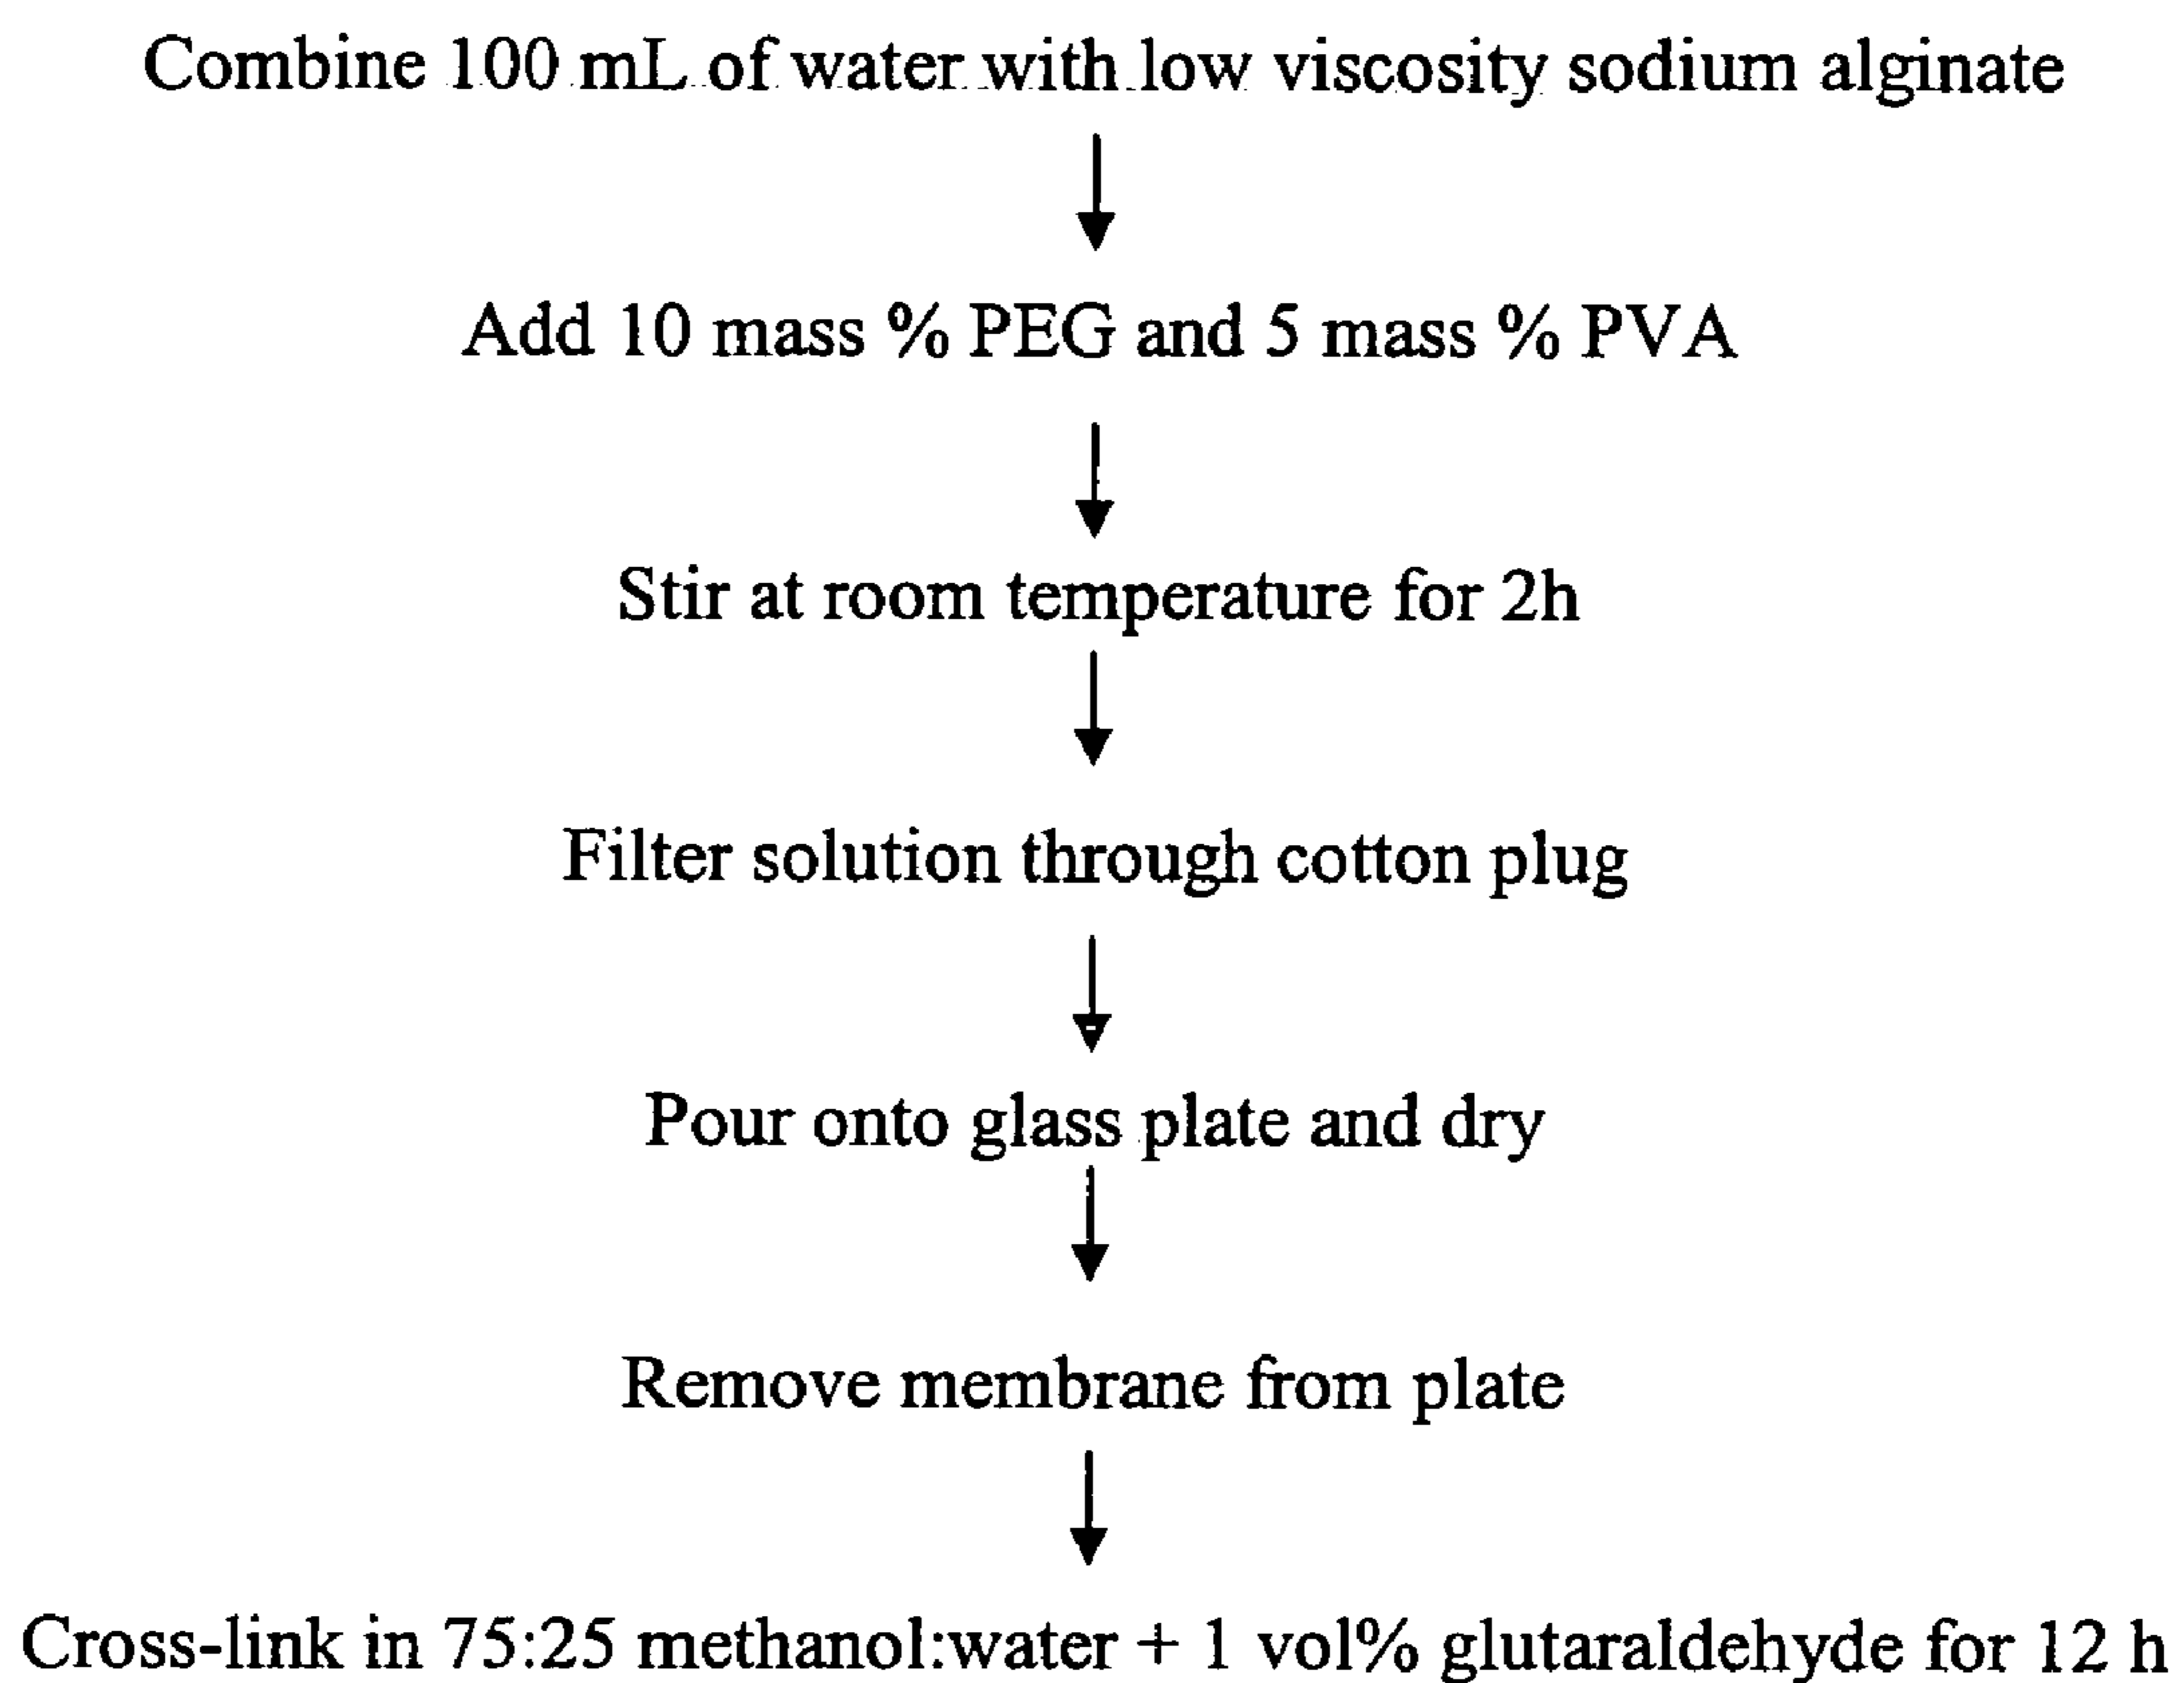 Combine 100 mL of water with low viscosity sodium alginate
Add 10 mass % PEG and 5 mass % PVA
Stir at room temperature for 2h
Filter solution through cotton plug
Pour onto glass plate and dry
Remove membrane from plate
Cross-link in 75:25 methanol:water + 1 vol% glutaraldehyde for 12 h